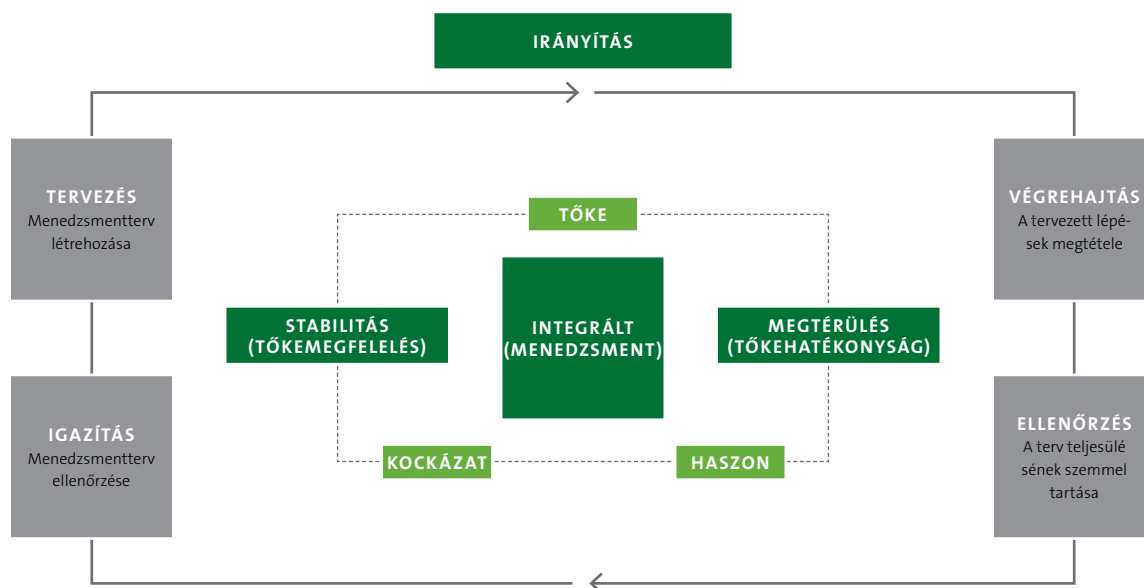 IRÁNYÍTÁS
TERVEZÉS
Menedzsmentterv
létrehozása
VÉGREHAJTÁS
A tervezett lépé-
sek megtétele
TŐKE
STABILITÁS
(TŐKEMEGFELELÉS)
INTEGRÁLT
(MENEDZSMENT)
MEGTÉRÜLÉS
(TŐKEHATÉKONYSÁG)
IGAZÍTÁS
Menedzsmentterv
ellenőrzése
KOCKÁZAT
HASZON
ELLENŐRZÉS
A terv teljesülé
sének szemmel
tartása